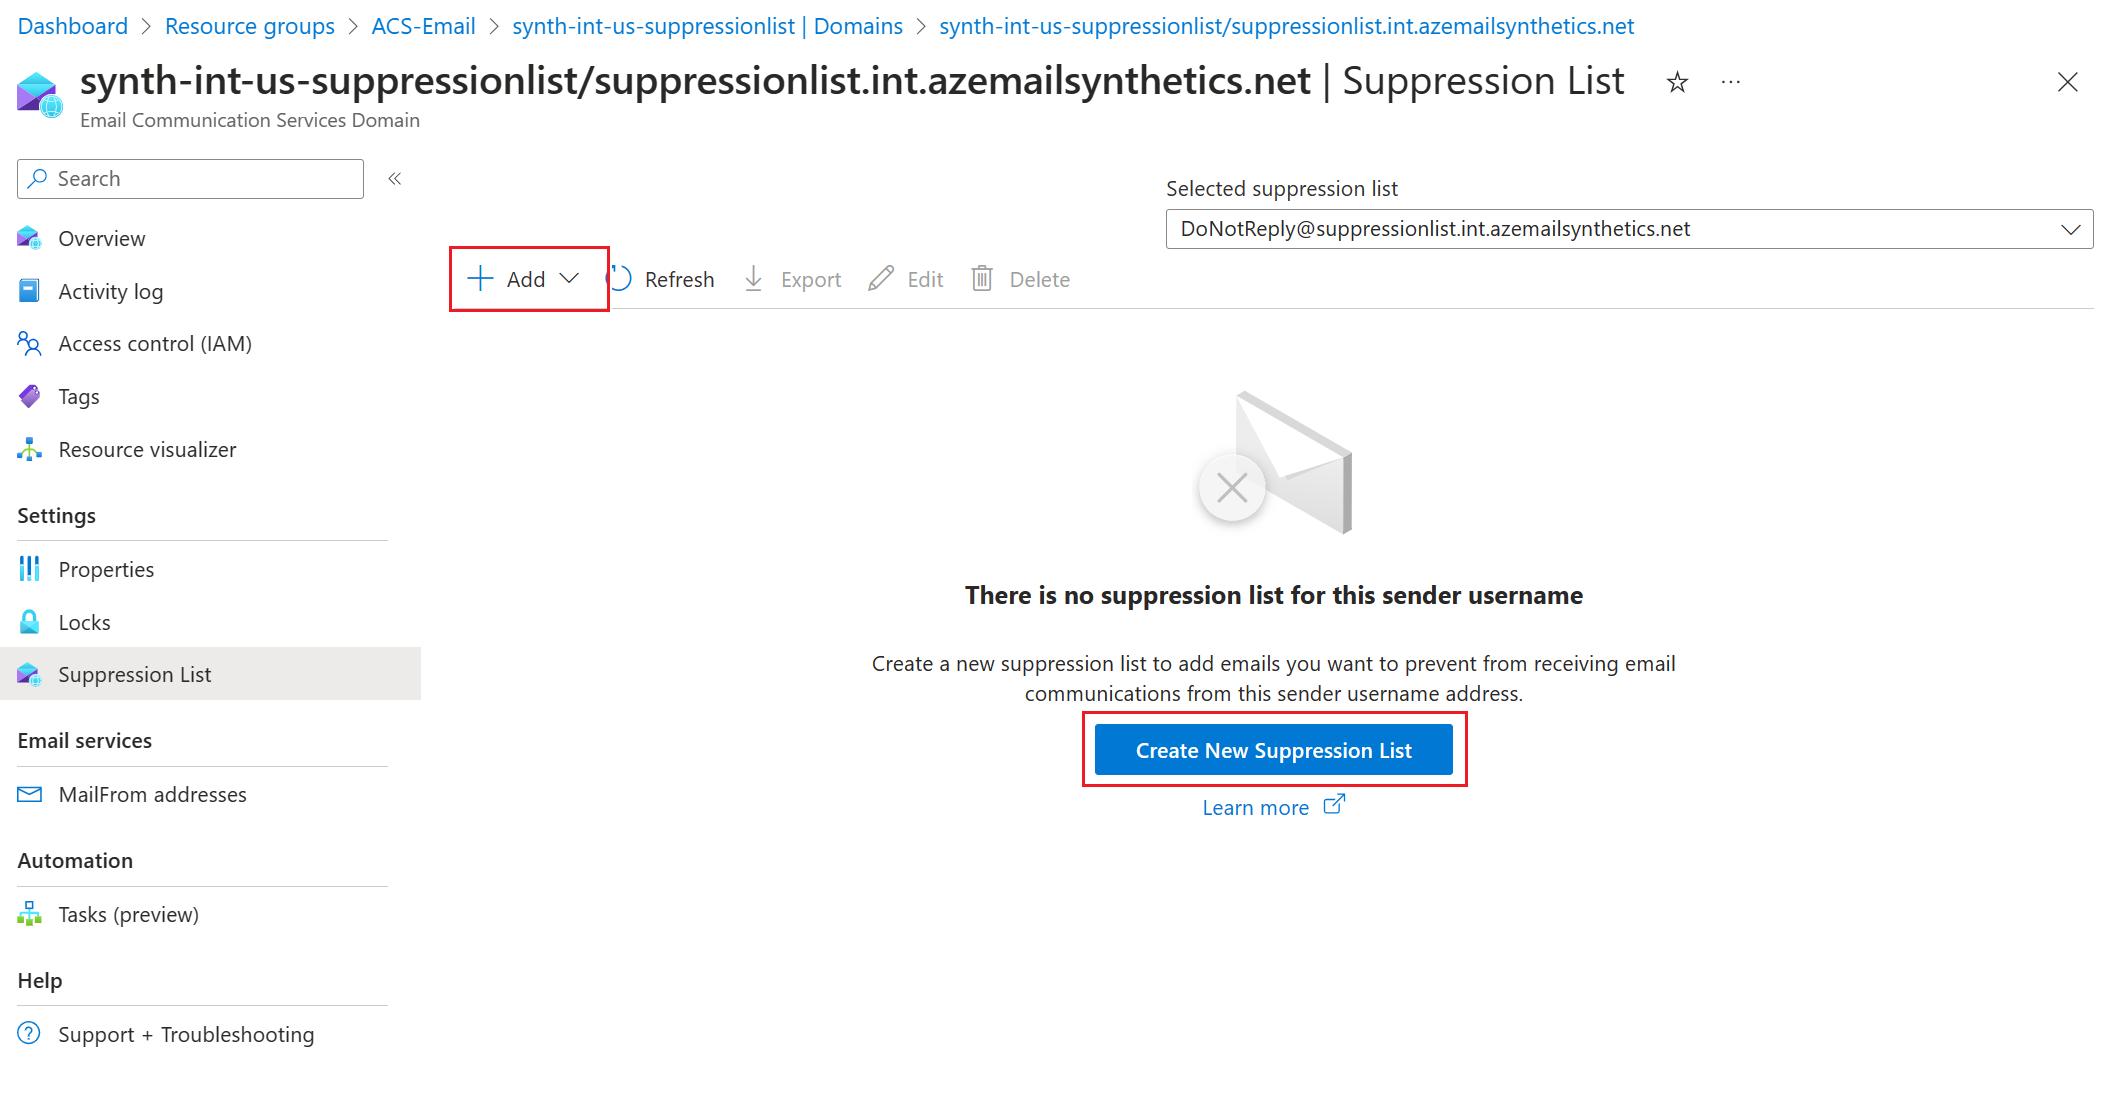 Dashboard > Resource groups > ACS-Email > synth-int-us-suppressionlist | Domains > synth-int-us-suppressionlist/suppressionlist.int.azemailsynthetics.net
synth-int-us-suppressionlist/suppressionlist.int.azemailsynthetics.net | Suppression List
Email Communication Services Domain
Search
Overview
Activity log
Access control (IAM)
Tags
Resource visualizer
Settings
Properties
Locks
Suppression List
Email services
MailFrom addresses
Automation
Tasks (preview)
Help
Support + Troubleshooting
Selected suppression list
DoNotReply@suppressionlist.int.azemailsynthetics.net
Add Refresh Export Edit Delete
There is no suppression list for this sender username
Create a new suppression list to add emails you want to prevent from receiving email
communications from this sender username address.
Create New Suppression List
Learn more